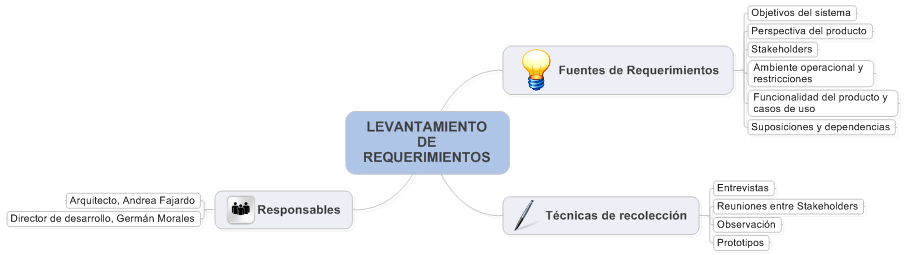 LEVANTAMIENTO
DE
REQUERIMIENTOS
Fuentes de Requerimientos
Objetivos del sistema
Perspectiva del producto
Stakeholders
Ambiente operacional y
restricciones
Funcionalidad del producto y
casos de uso
Suposiciones y dependencias
Técnicas de recolección
Entrevistas
Reuniones entre Stakeholders
Observación
Prototipos
Responsables
Arquitecto, Andrea Fajardo
Director de desarrollo, Germán Morales